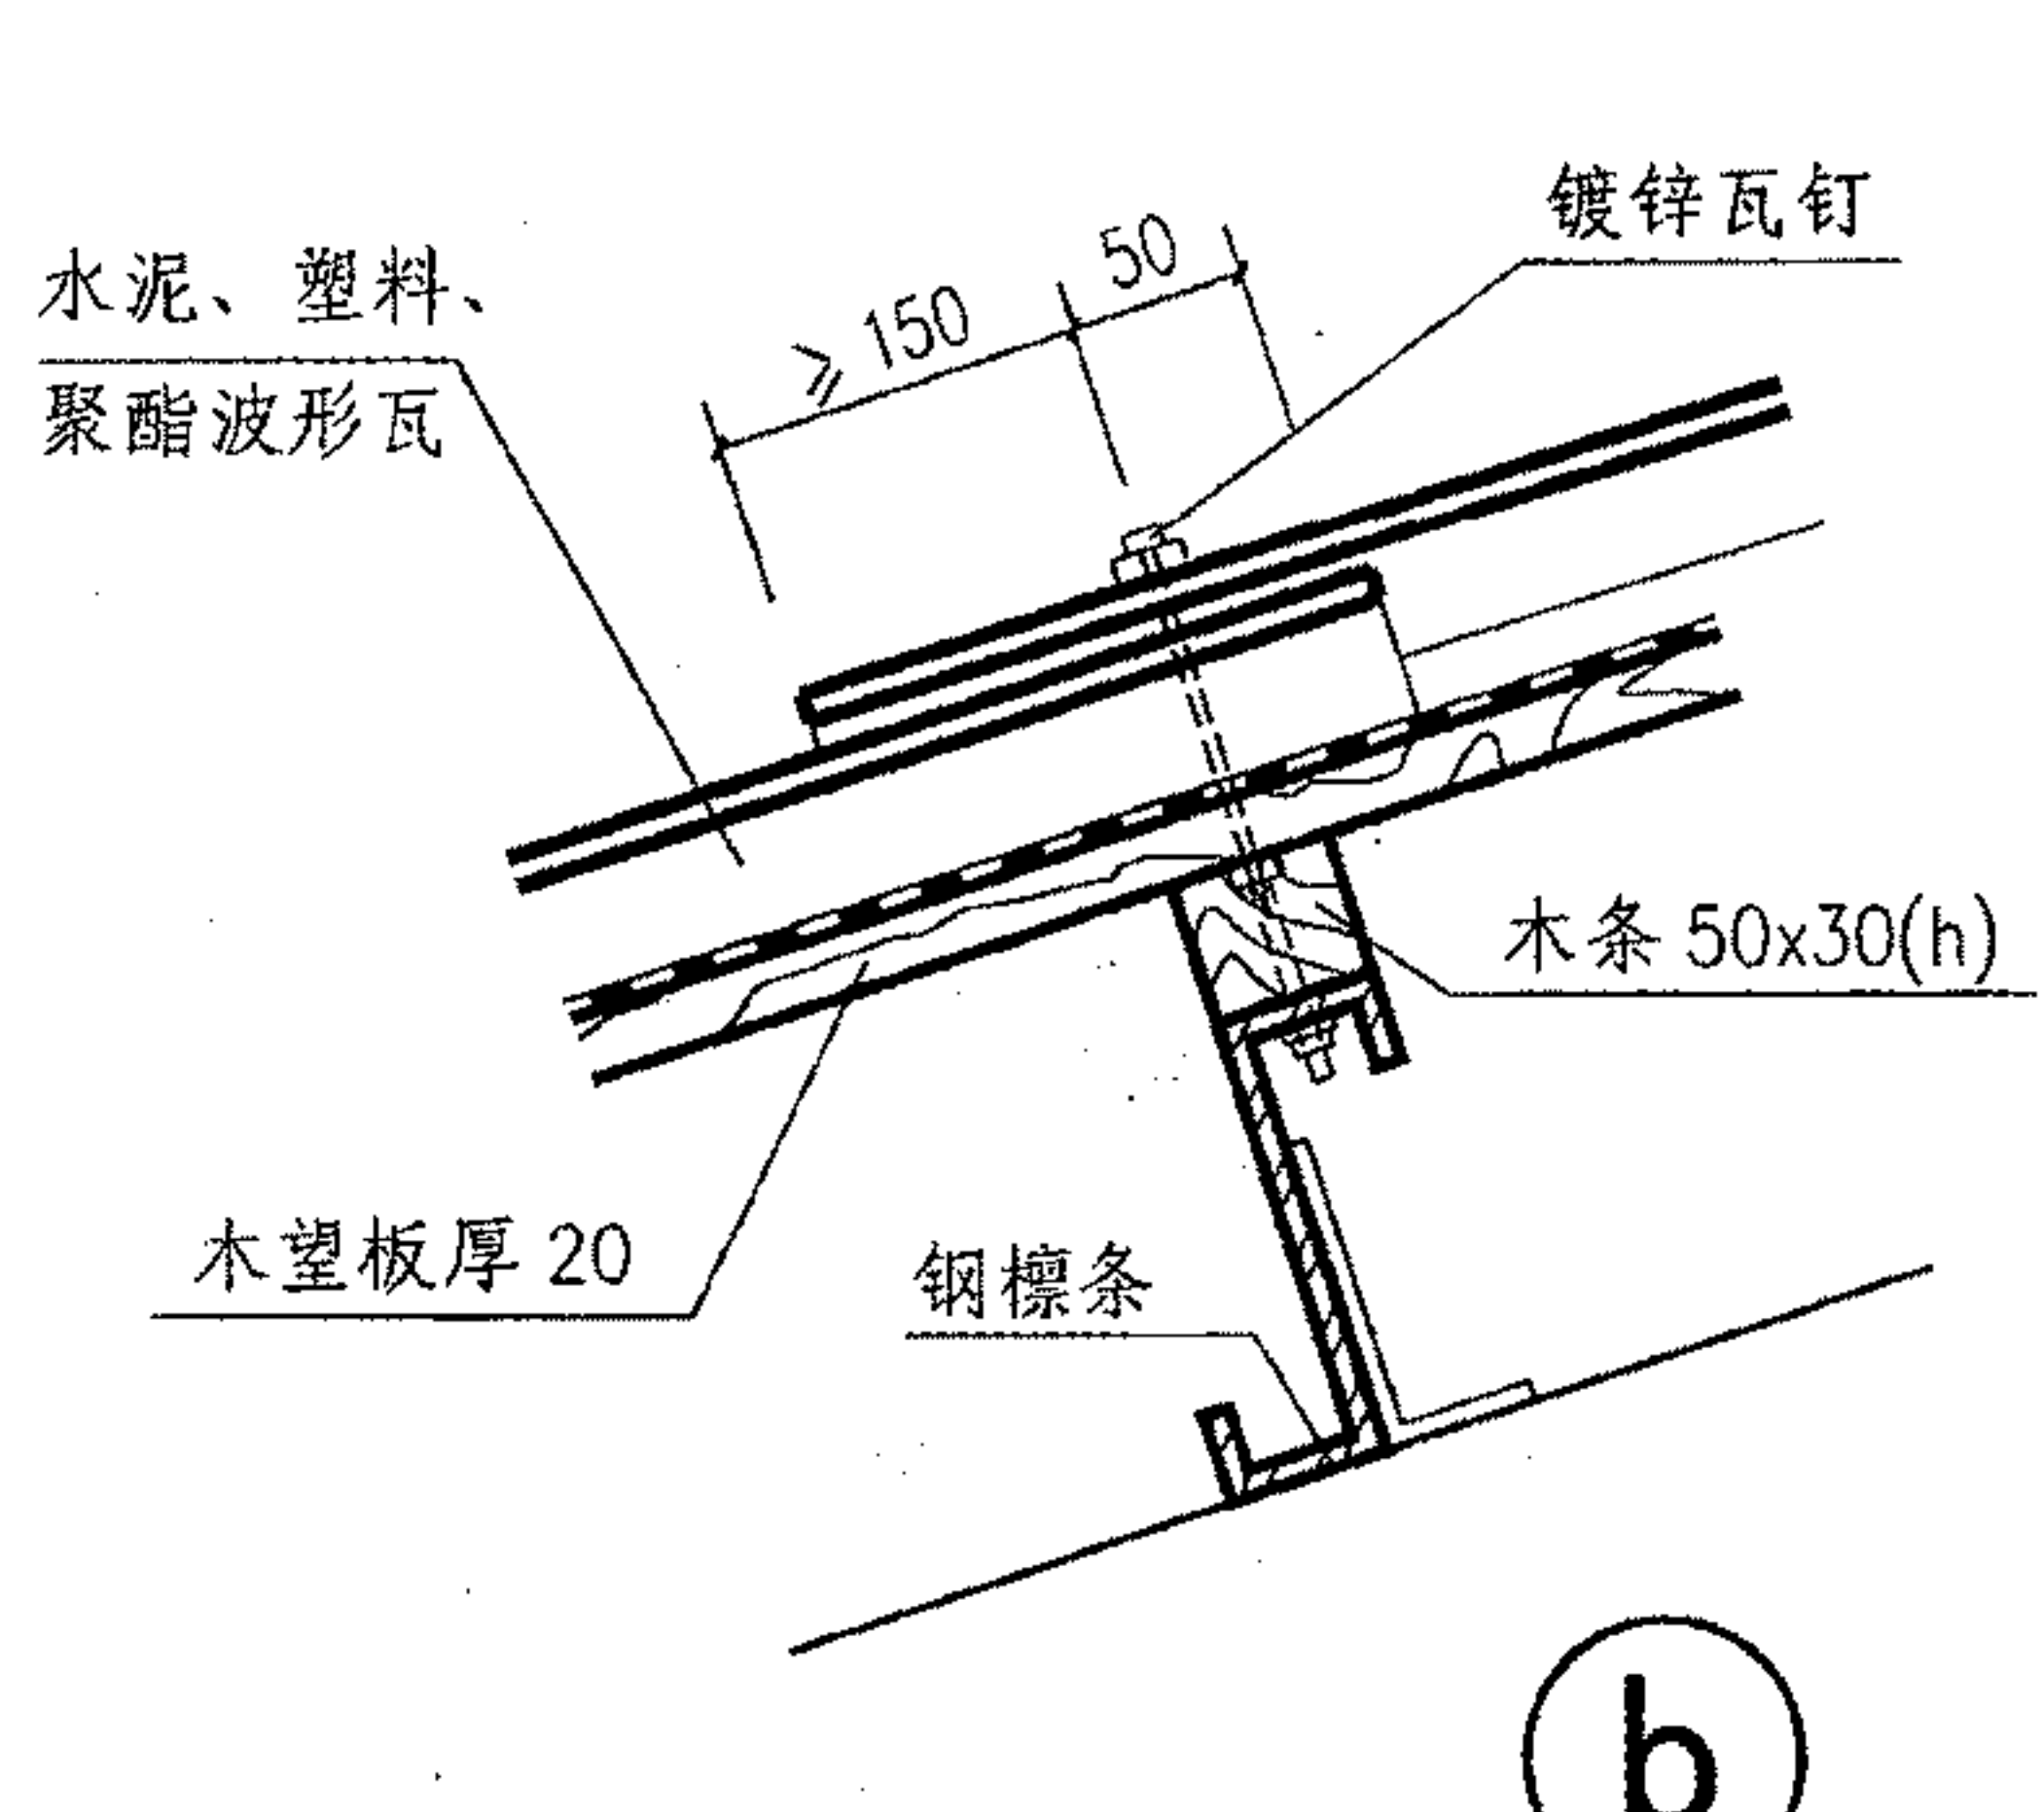 镀锌瓦钉
50
≥150
水泥、塑料、
聚酯波形瓦
木条 50x30(h)
木望板厚 20
钢檩条
b